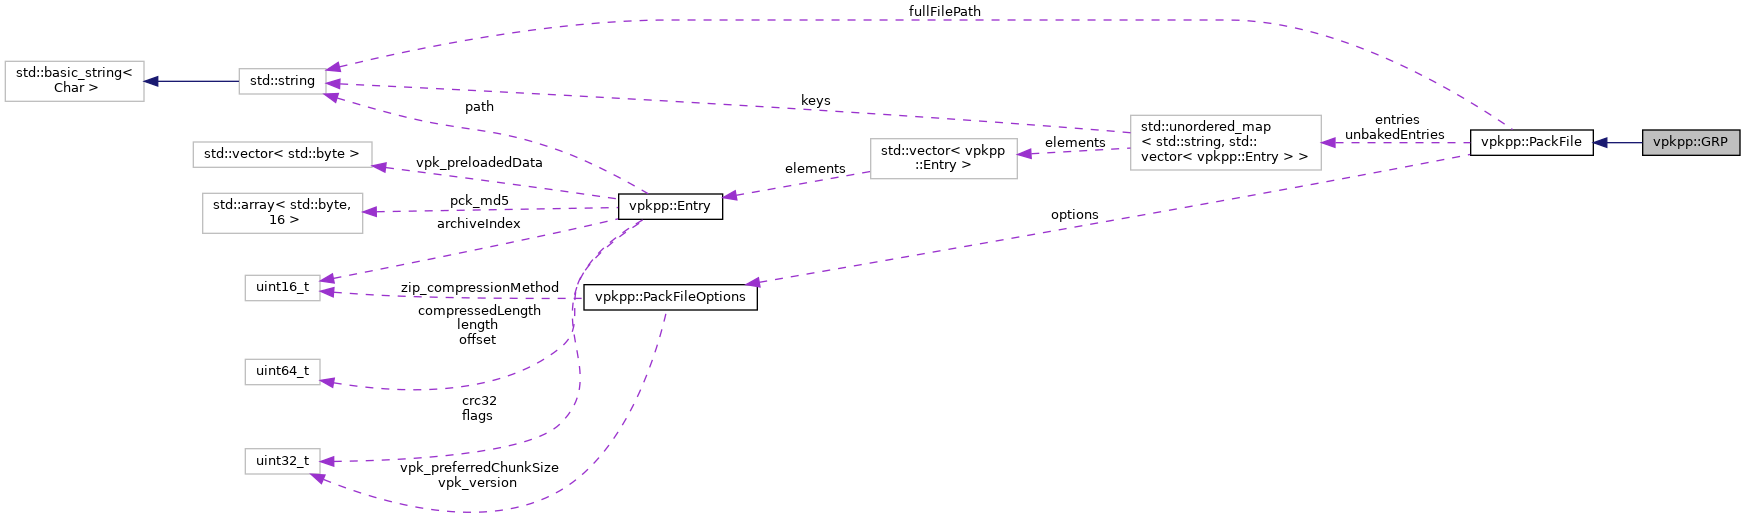 fullFilePath
std::basic_string<
Char >
std::string
keys
path
entries
unbakedEntries
std::unordered_map
< std::string, std::
vector< vpkpp::Entry > >
vpkpp::PackFile
vpkpp::GRP
elements
std::vector< vpkpp
::Entry >
elements
std::vector< std::byte >
vpk_preloadedData
std::array< std::byte,
16 >
pck_md5
archiveIndex
vpkpp::Entry
options
uint16_t
zip_compressionMethod
vpkpp::PackFileOptions
compressedLength
length
offset
uint64_t
crc32
flags
uint32_t
vpk_preferredChunkSize
vpk_version